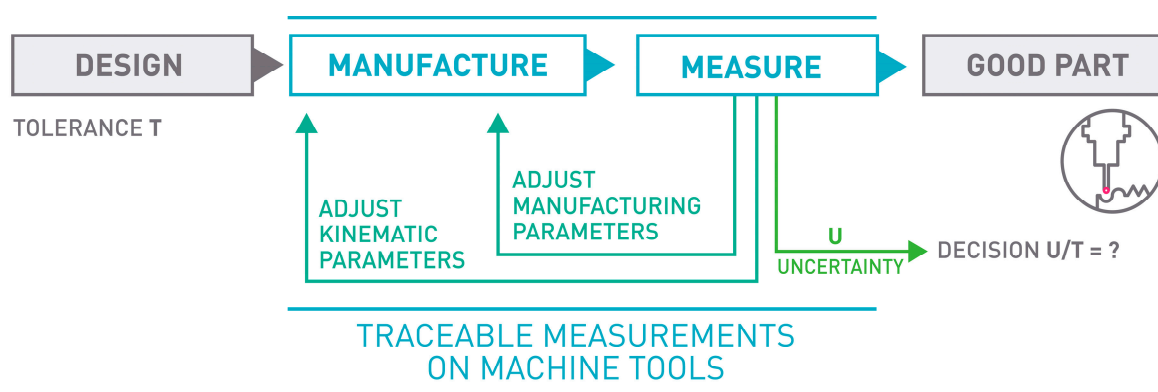 DESIGN
MANUFACTURE
MEASURE
GOOD PART
TOLERANCE T
ADJUST
KINEMATIC
PARAMETERS
ADJUST
MANUFACTURING
PARAMETERS
U
UNCERTAINTY
DECISION U/T = ?
TRACEABLE MEASUREMENTS
ON MACHINE TOOLS